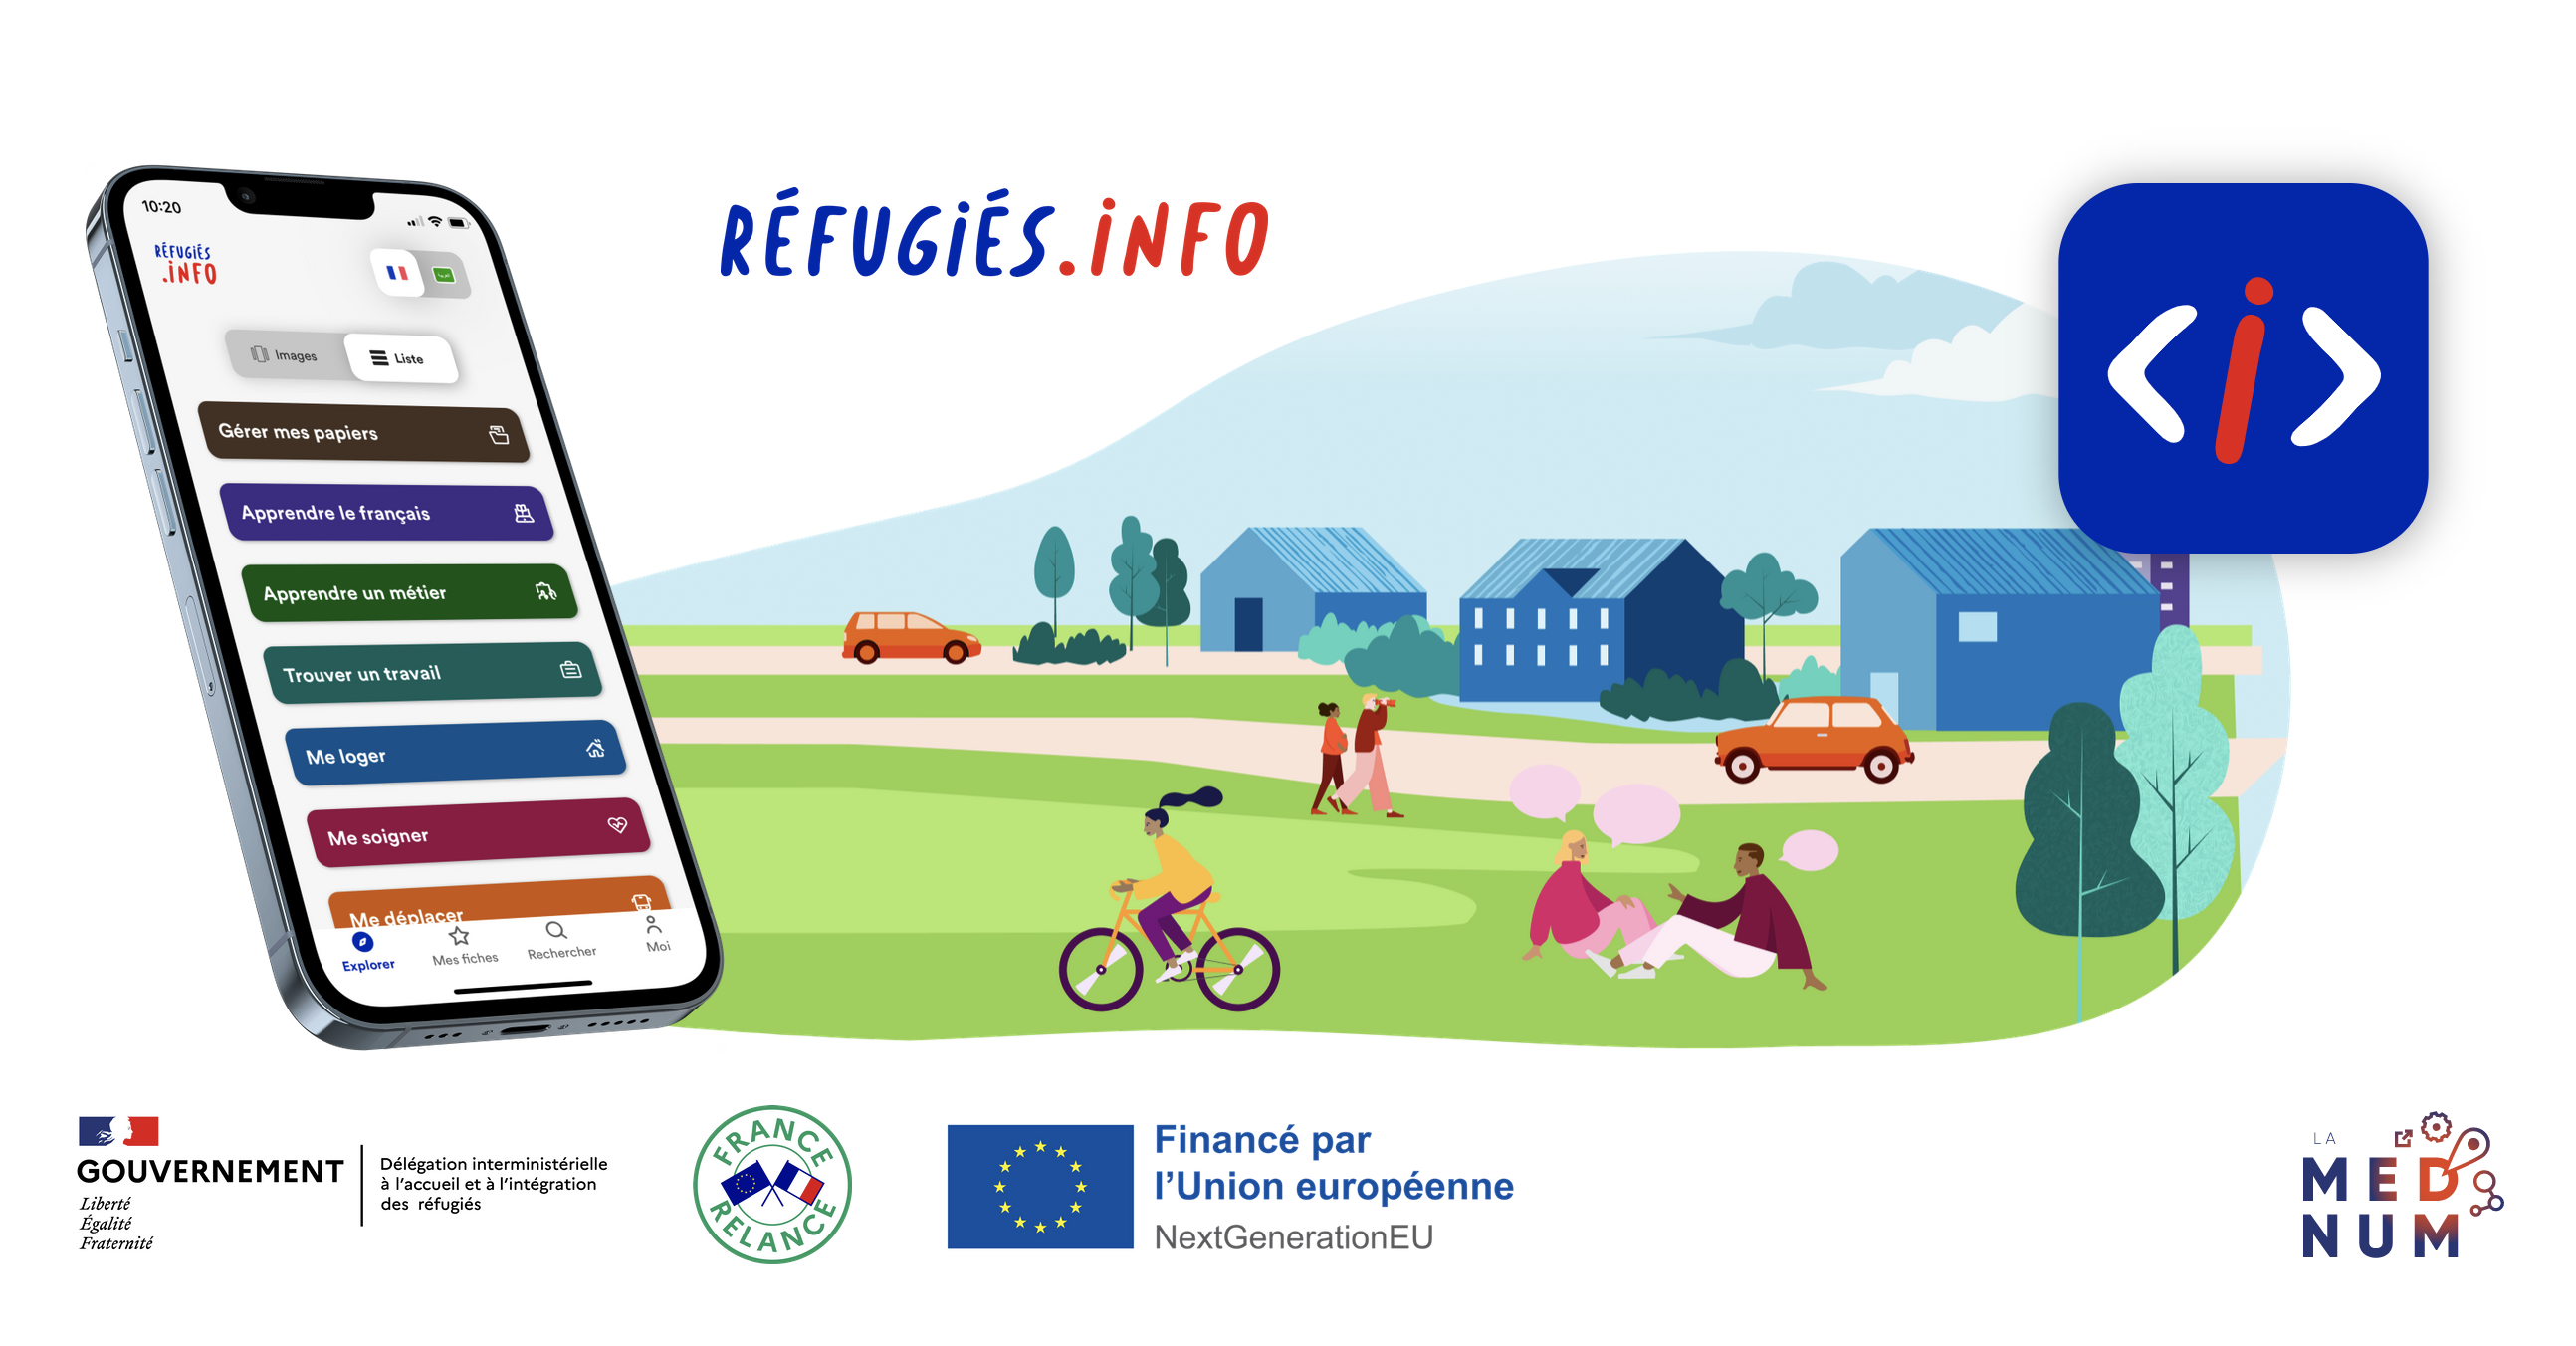 10:20
RÉFUGiÉS
.iNFO
Images
Liste
Gérer mes papiers
Apprendre le français
Apprendre un métier
Trouver un travail
Me loger
Me soigner
Me déplacer
Explorer
Mes fiches
Rechercher
Moi
RÉFUGiÉS.iNFO
<i>
GOUVERNEMENT
Liberté
Égalité
Fraternité
Délégation interministérielle
à l'accueil et à l'intégration
des réfugiés
FRANCE
RELANCE
Financé par
l'Union européenne
NextGenerationEU
LA
MED
NUM